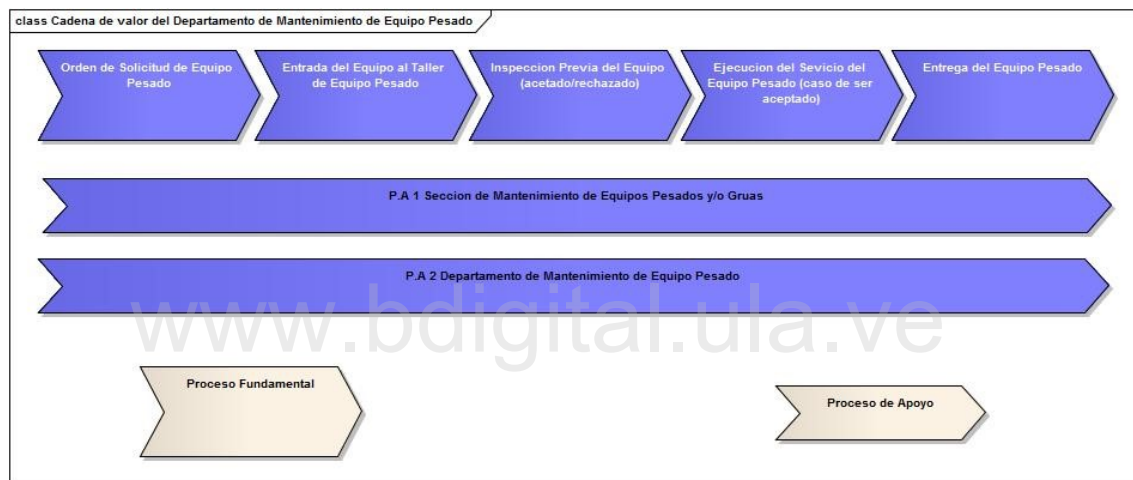 class Cadena de valor del Departamento de Mantenimiento de Equipo Pesado
Orden de Solicitud de Equipo
Pesado
Entrada del Equipo al Taller
de Equipo Pesado
Inspeccion Previa del Equipo
(acetado/rechazado)
Ejecucion del Sevicio del
Equipo Pesado (caso de ser
aceptado)
Entrega del Equipo Pesado
P.A 1 Seccion de Mantenimiento de Equipos Pesados y/o Gruas
P.A 2 Departamento de Mantenimiento de Equipo Pesado
www.bdigital.ula.ve
Proceso Fundamental
Proceso de Apoyo